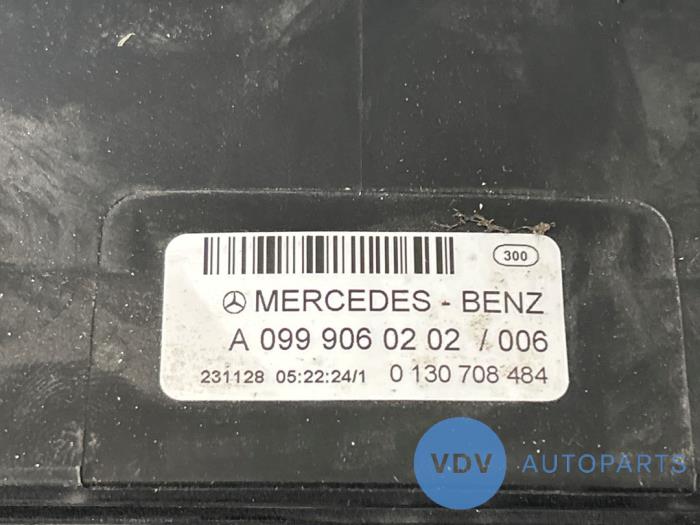 300
MERCEDES - BENZ
A 099 906 02 02 / 006
231128 05:22:24/1 0 130 708 484
VDV AUTOPARTS